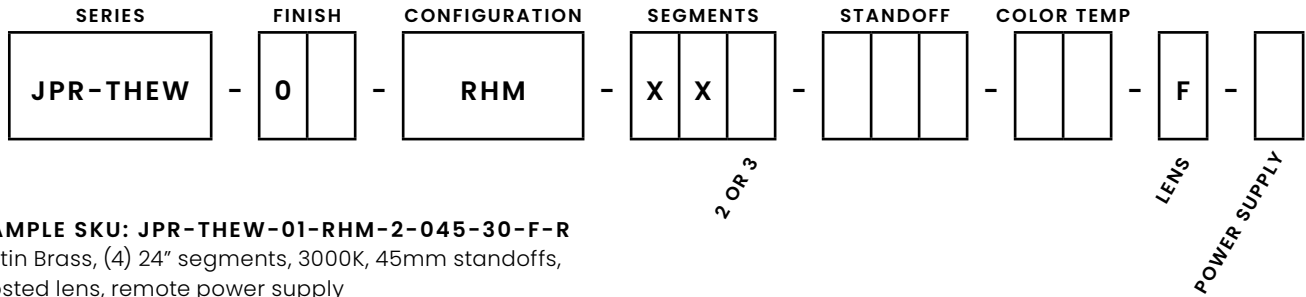 SERIES FINISH CONFIGURATION SEGMENTS STANDOFF COLOR TEMP
JPR-THEW - 0 - RHM - X X - - - F -
2 OR 3 LENS POWER SUPPLY
AMPLE SKU: JPR-THEW-01-RHM-2-045-30-F-R
tin Brass, (4) 24” segments, 3000K, 45mm standoffs,
osted lens, remote power supply